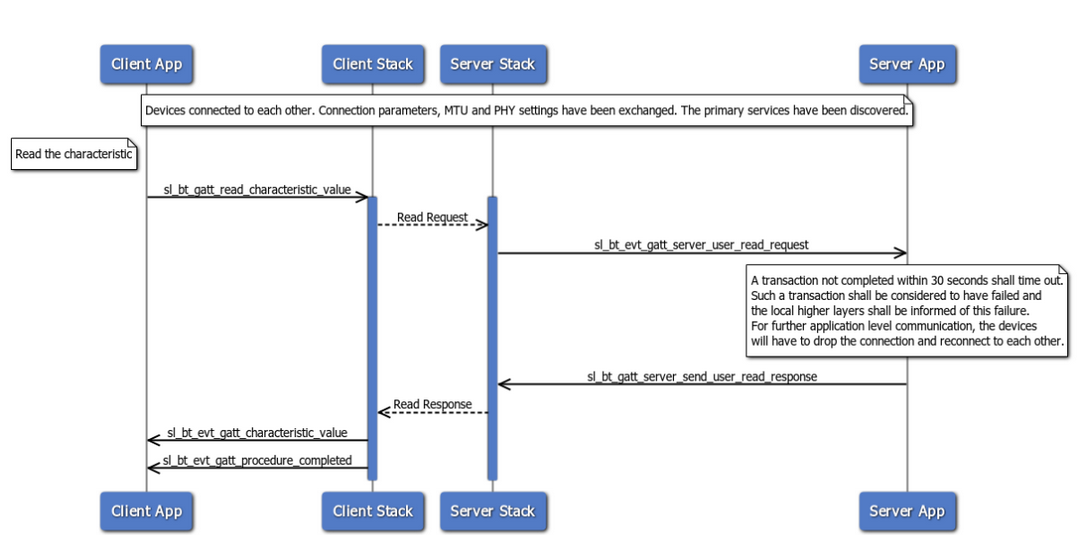 Client App
Client Stack
Server Stack
Server App
Devices connected to each other. Connection parameters, MTU and PHY settings have been exchanged. The primary services have been discovered.
Read the characteristic
sl_bt_gatt_read_characteristic_value
Read Request
sl_bt_evt_gatt_server_user_read_request
A transaction not completed within 30 seconds shall time out.
Such a transaction shall be considered to have failed and
the local higher layers shall be informed of this failure.
For further application level communication, the devices
will have to drop the connection and reconnect to each other.
sl_bt_gatt_server_send_user_read_response
Read Response
sl_bt_evt_gatt_characteristic_value
sl_bt_evt_gatt_procedure_completed
Client App
Client Stack
Server Stack
Server App